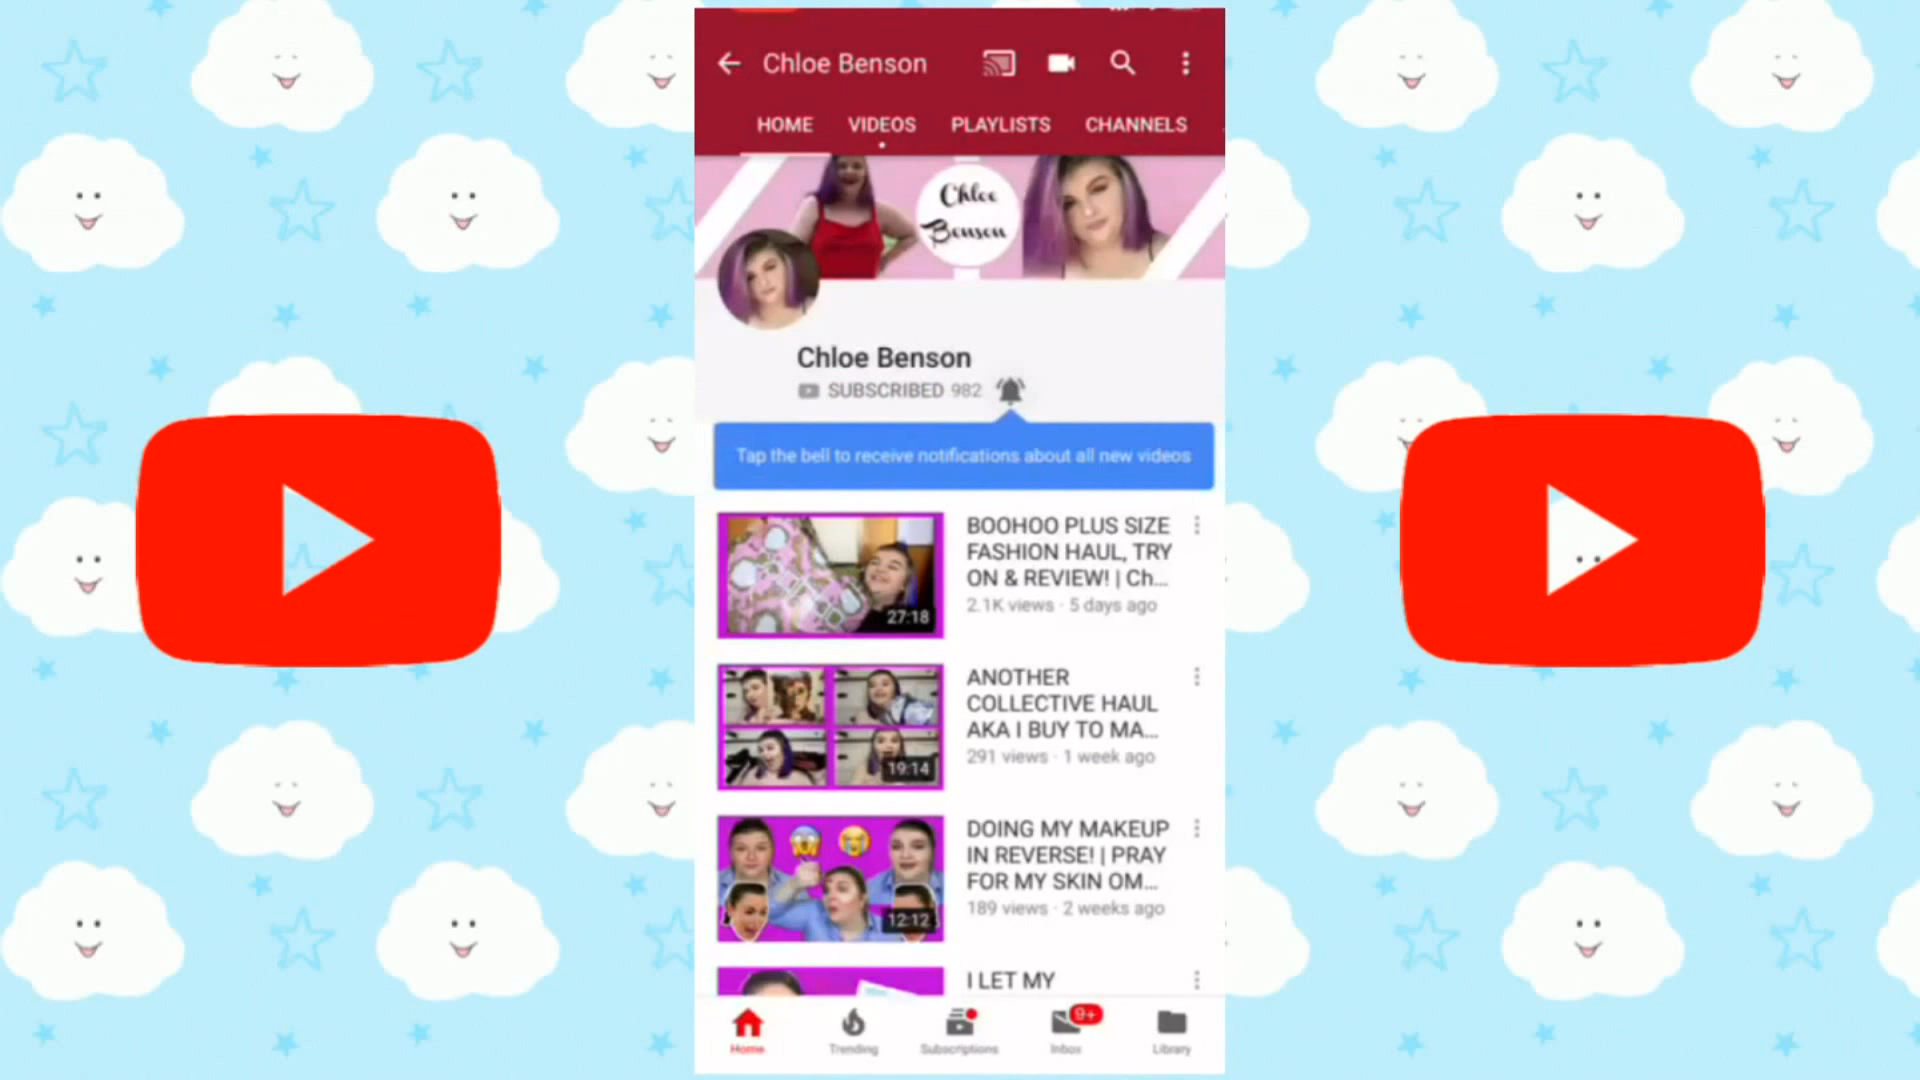 Chloe Benson
HOME VIDEOS PLAYLISTS CHANNELS
Chloe
Benson
Chloe Benson
SUBSCRIBED 982
Tap the bell to receive notifications about all new videos
BOOHOO PLUS SIZE
FASHION HAUL, TRY
ON & REVIEW! | Ch...
2.1K views · 5 days ago
27:18
ANOTHER
COLLECTIVE HAUL
AKA I BUY TO MA...
291 views · 1 week ago
19:14
DOING MY MAKEUP
IN REVERSE! | PRAY
FOR MY SKIN OM...
189 views · 2 weeks ago
12:12
I LET MY
9+
Home Trending Subscriptions Inbox Library